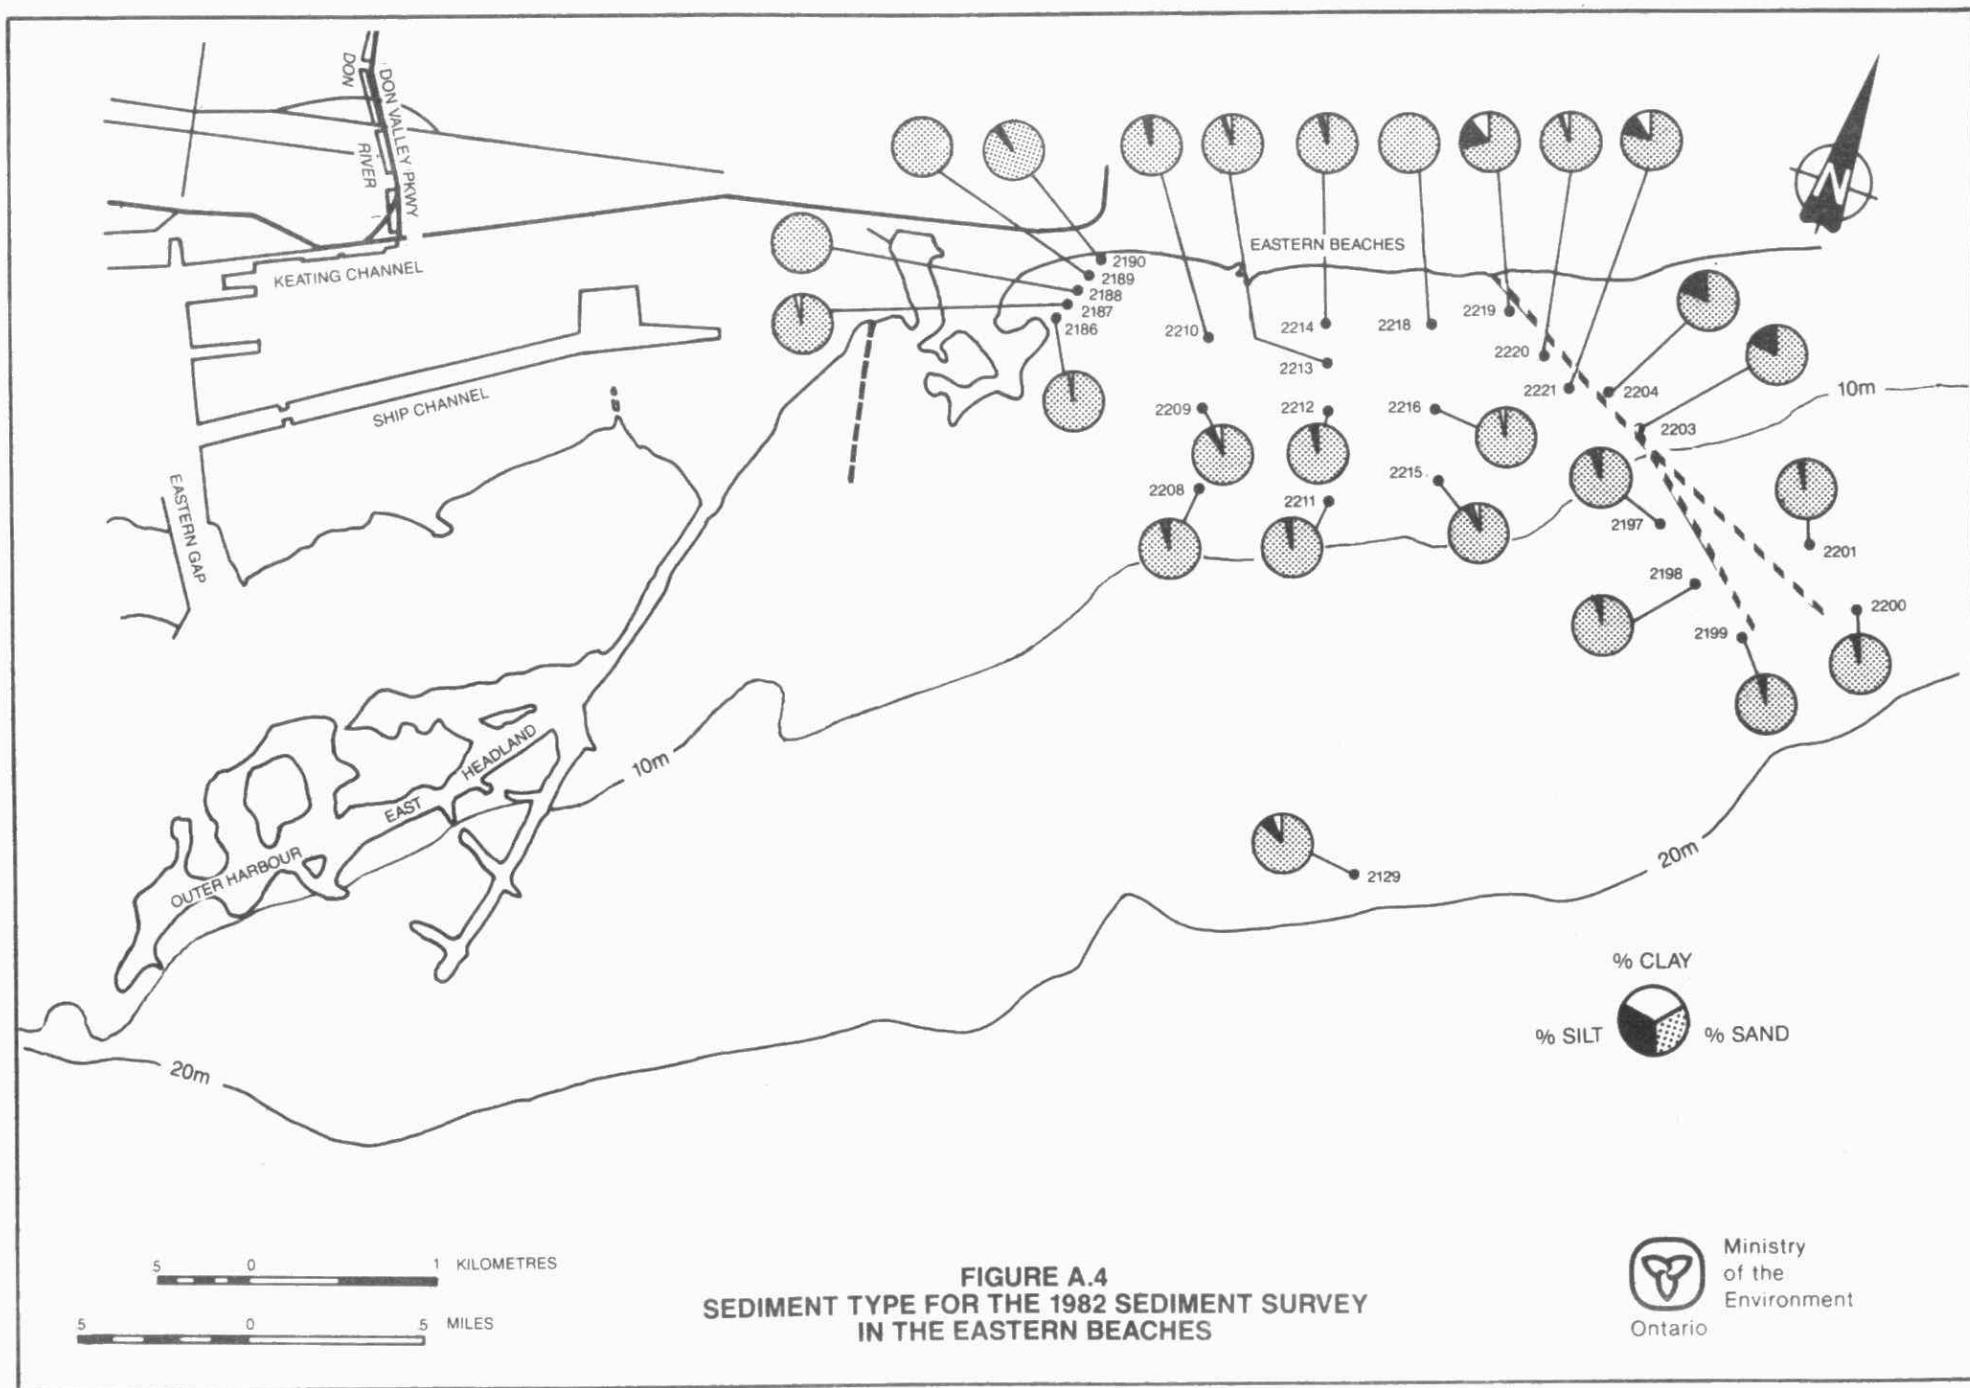 DON
DON VALLEY PKWY
RIVER
KEATING CHANNEL
SHIP CHANNEL
EASTERN GAP
EASTERN BEACHES
2190
2189
2188
2187
2186
2210
2214
2213
2218
2219
2220
2221
2204
10m
2203
2209
2212
2216
2208
2211
2215
2197
2201
2198
2200
2199
HEADLAND
EAST
10m
OUTER HARBOUR
20m
2129
% CLAY
% SILT
% SAND
20m
N
5 0 1 KILOMETRES
5 0 5 MILES
FIGURE A.4
SEDIMENT TYPE FOR THE 1982 SEDIMENT SURVEY
IN THE EASTERN BEACHES
Ministry
of the
Environment
Ontario